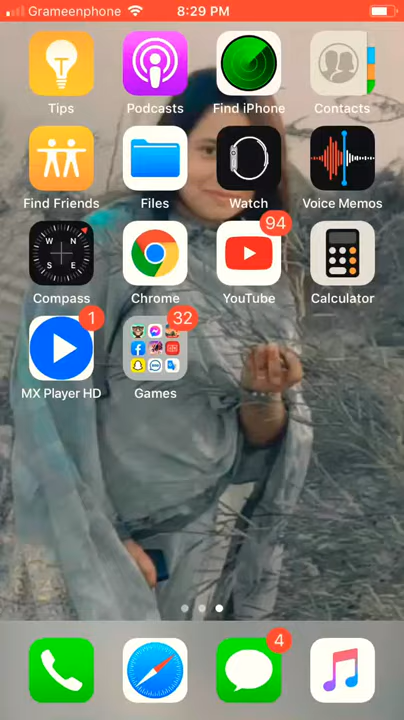 Grameenphone 8:29 PM
Tips Podcasts Find iPhone Contacts
Find Friends Files Watch Voice Memos
94
W N S E
Compass Chrome YouTube Calculator
1 32
MX Player HD Games
4